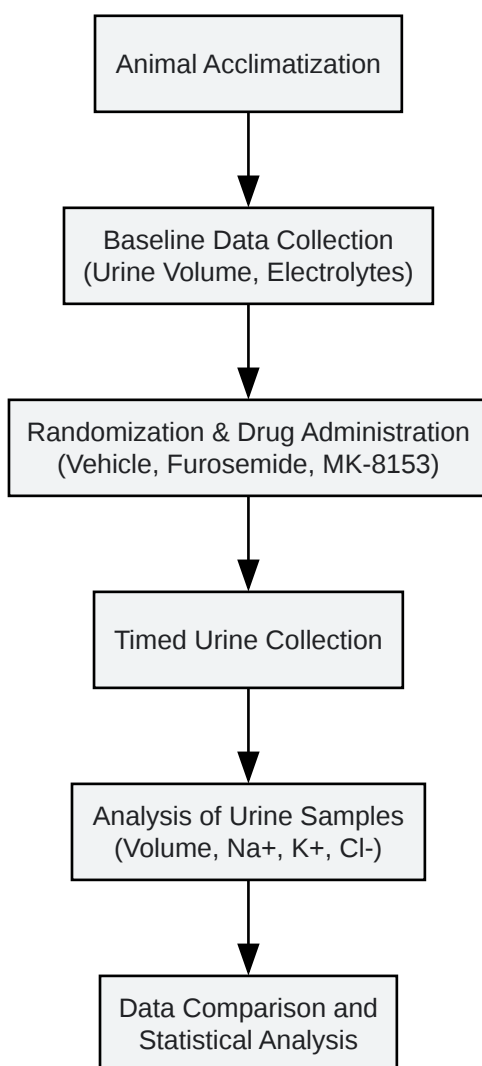 Animal Acclimatization
Baseline Data Collection
(Urine Volume, Electrolytes)
Randomization & Drug Administration
(Vehicle, Furosemide, MK-8153)
Timed Urine Collection
Analysis of Urine Samples
(Volume, Na+, K+, Cl-)
Data Comparison and
Statistical Analysis